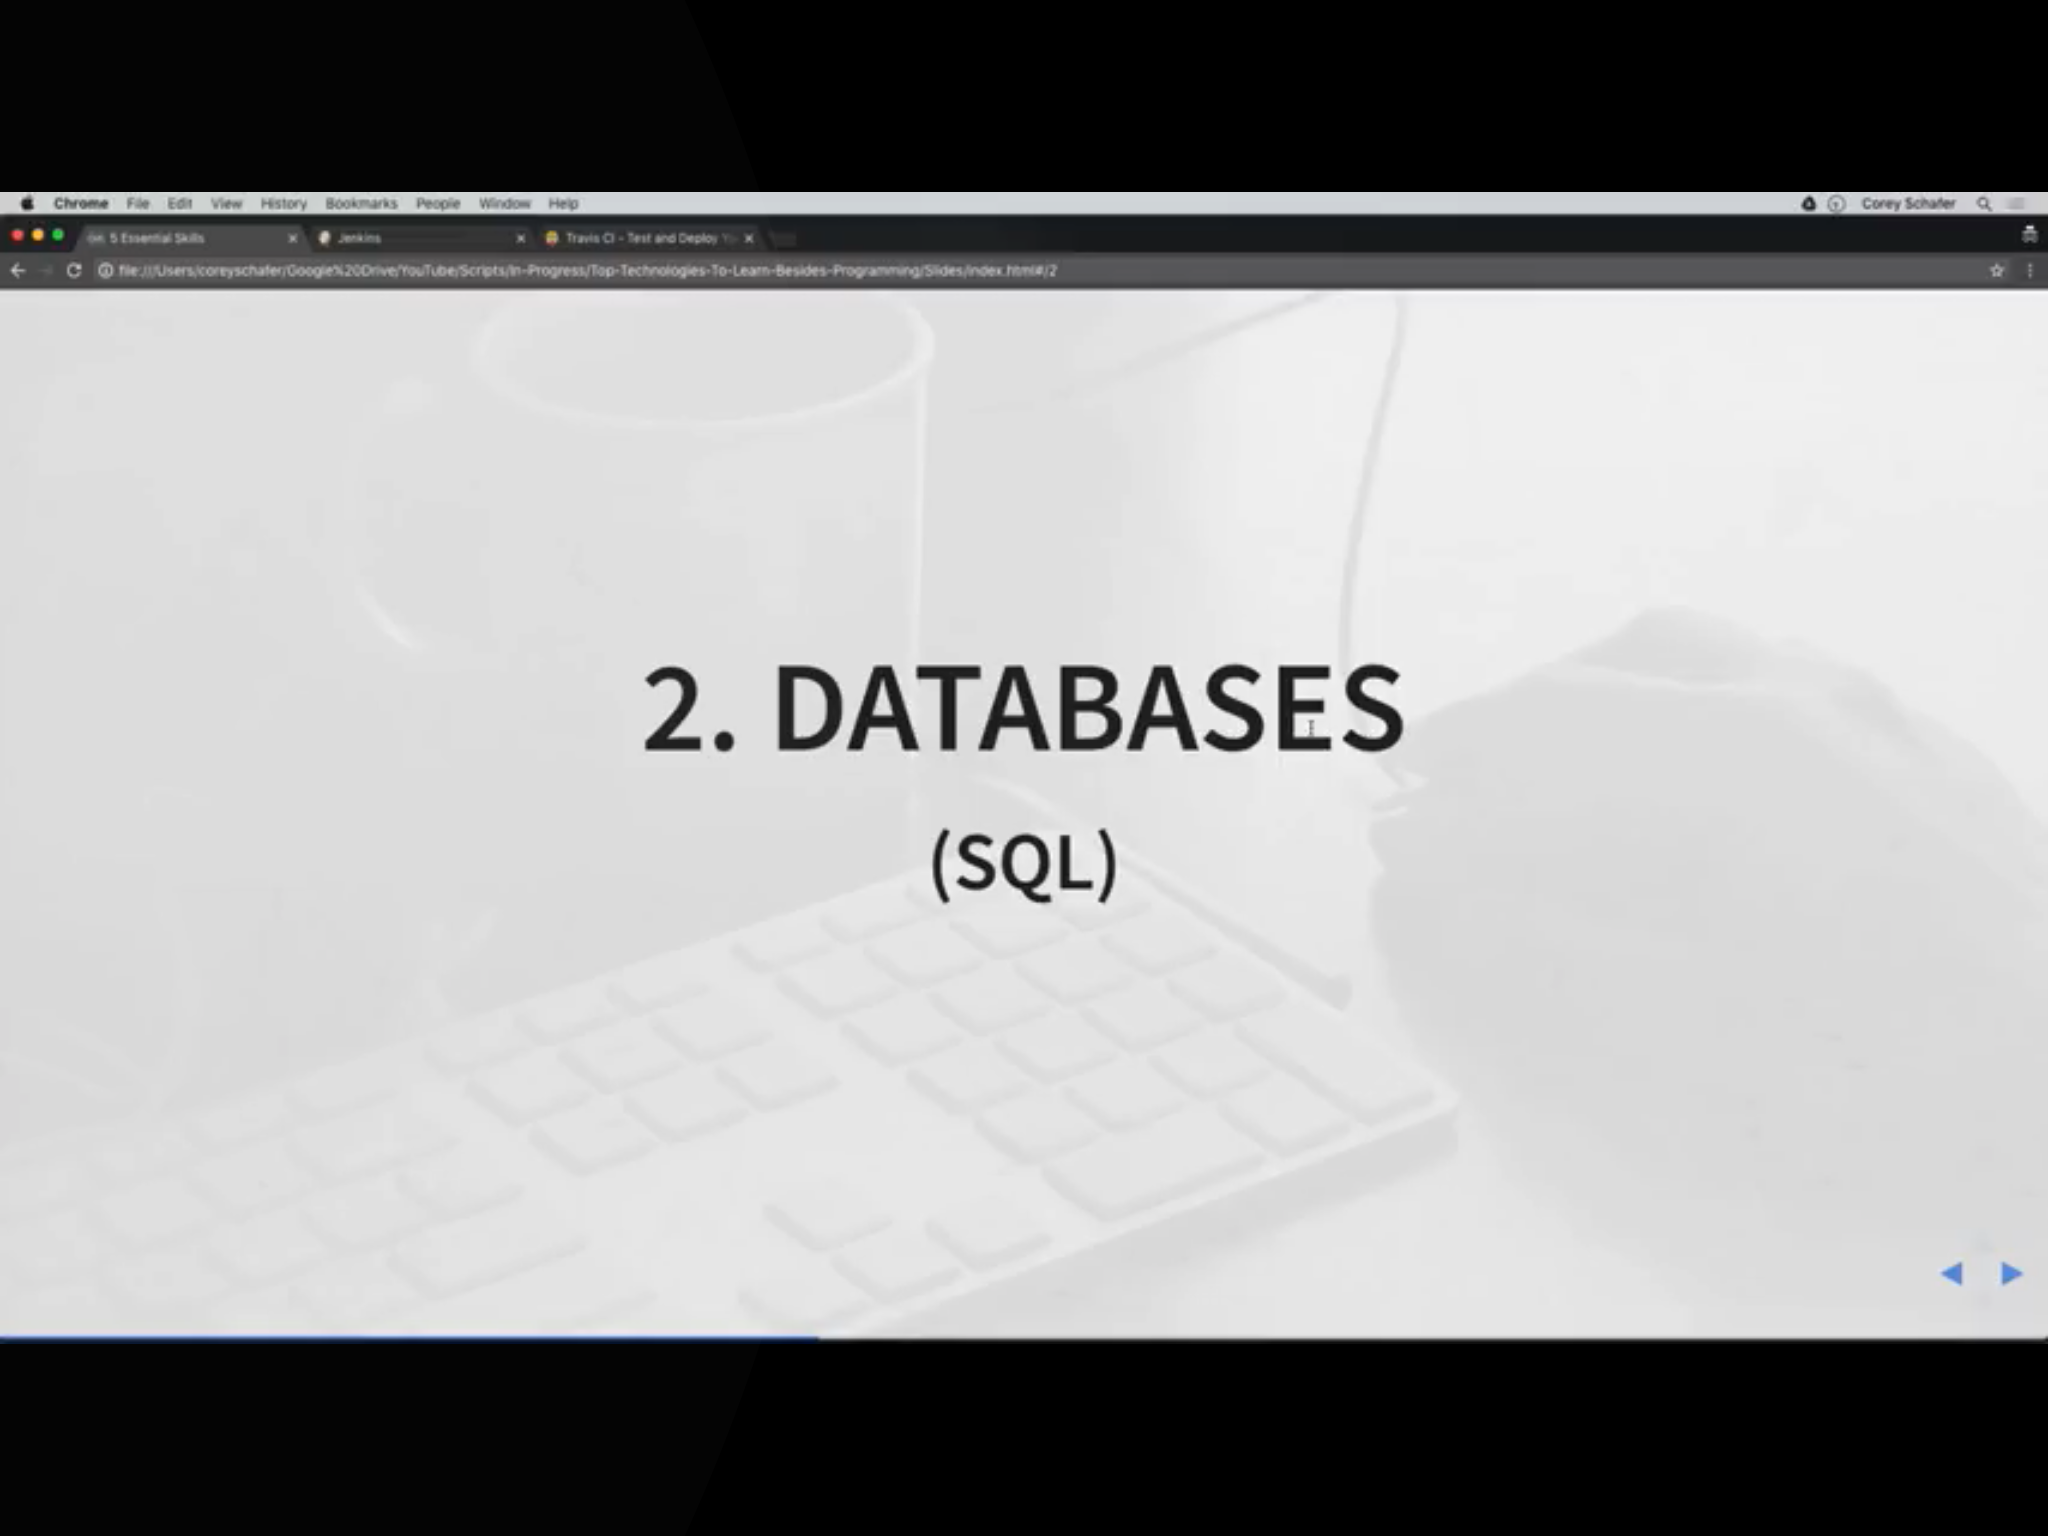 Chrome File Edit View History Bookmarks People Window Help Corey Schafer
5 Essential Skills Jenkins Travis CI - Test and Deploy
file:///Users/coreyschafer/Google%20Drive/YouTube/Scripts/In-Progress/Top-Technologies-To-Learn-Besides-Programming/Slides/index.html#/2
2. DATABASES
(SQL)